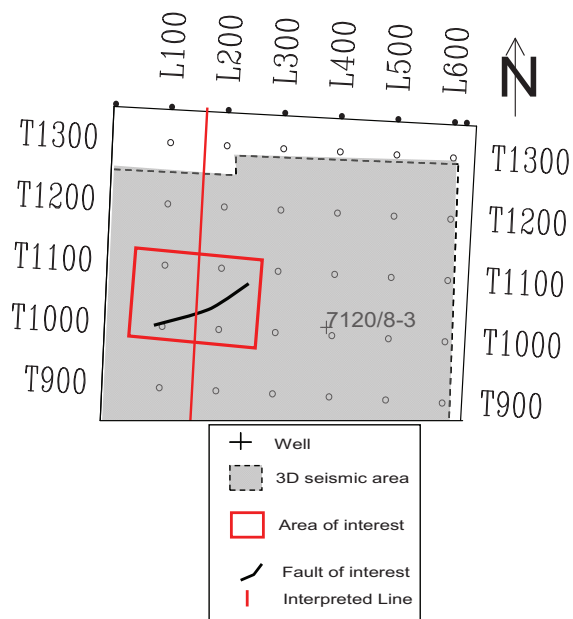 L100 L200 L300 L400 L500 L600
N
T1300 T1300
T1200 T1200
T1100 T1100
T1000 T1000
T900 T900
7120/8-3
Well
3D seismic area
Area of interest
Fault of interest
Interpreted Line